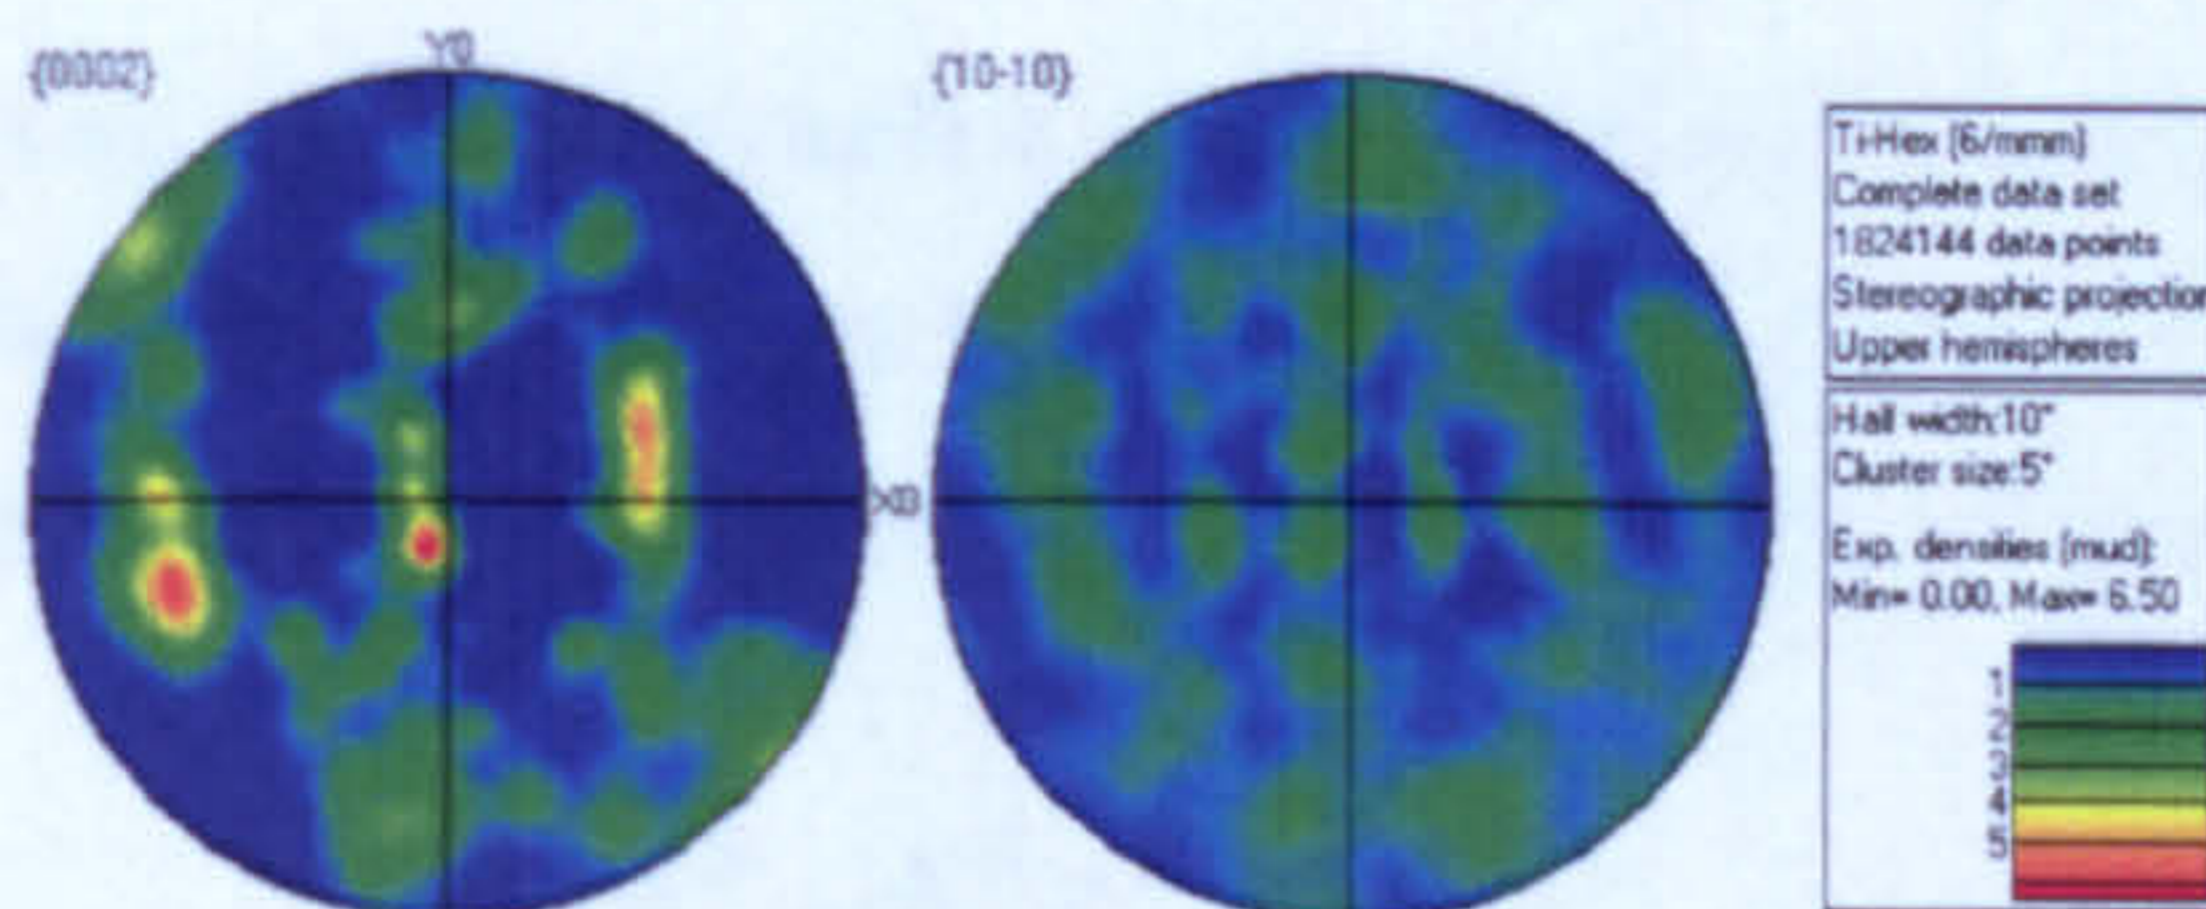 {0002}
Y0
X0
{10-10}
Ti-Hex (6/mmm)
Complete data set
1824144 data points
Stereographic projection
Upper hemispheres
Half width:10°
Cluster size:5°
Exp. densities (mud):
Min= 0.00, Max= 6.50
1
2
3
4
5